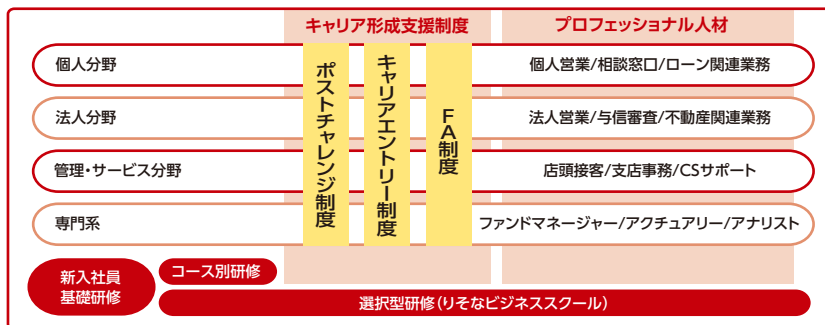 キャリア形成支援制度
プロフェッショナル人材
個人分野
個人営業/相談窓口/ローン関連業務
法人分野
法人営業/与信審査/不動産関連業務
管理・サービス分野
店頭接客/支店事務/CSサポート
専門系
ファンドマネージャー/アクチュアリー/アナリスト
ポストチャレンジ制度
キャリアエントリー制度
FA制度
新入社員
基礎研修
コース別研修
選択型研修(りそなビジネススクール)